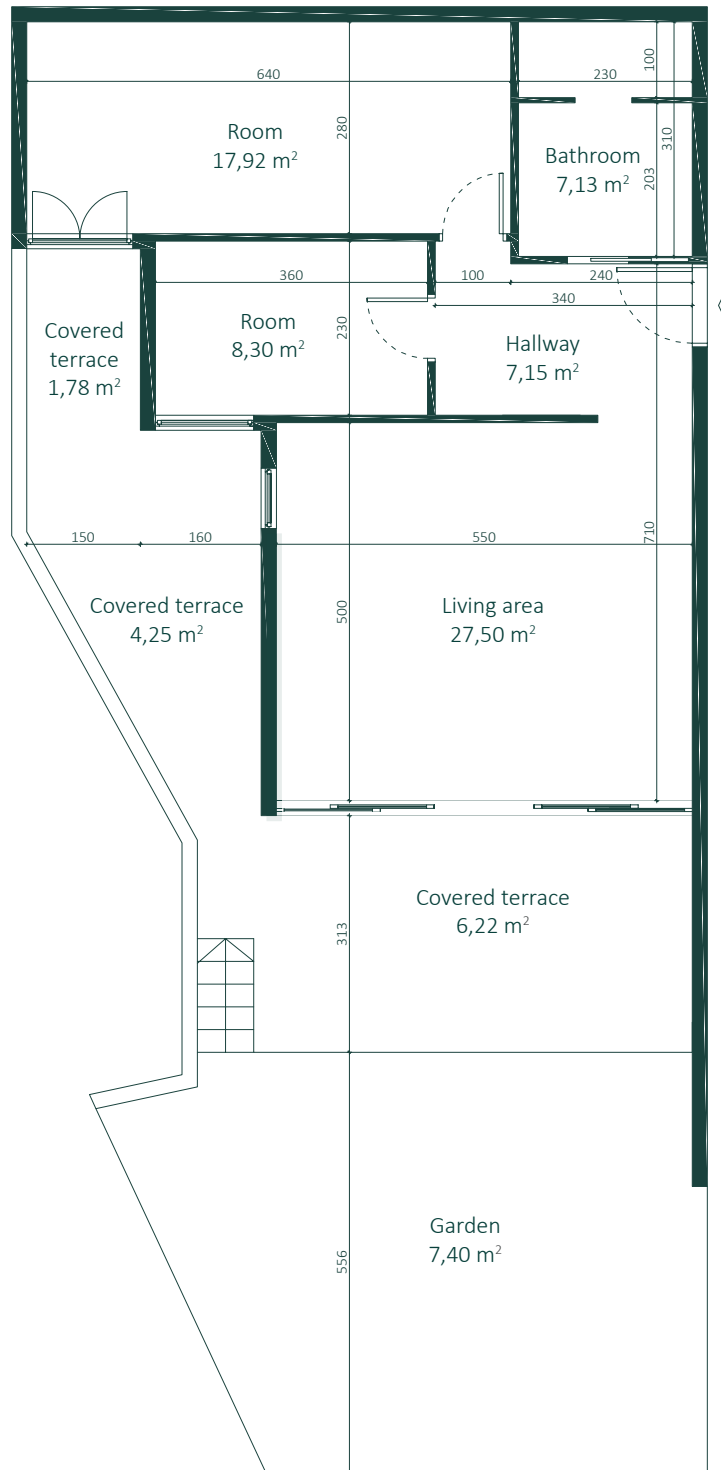 640
230
100
280
310
Room
17,92 m²
Bathroom
7,13 m²
203
360
100
240
340
Room
8,30 m²
230
Hallway
7,15 m²
Covered
terrace
1,78 m²
150
160
550
710
500
Covered terrace
4,25 m²
Living area
27,50 m²
Covered terrace
6,22 m²
313
Garden
7,40 m²
556